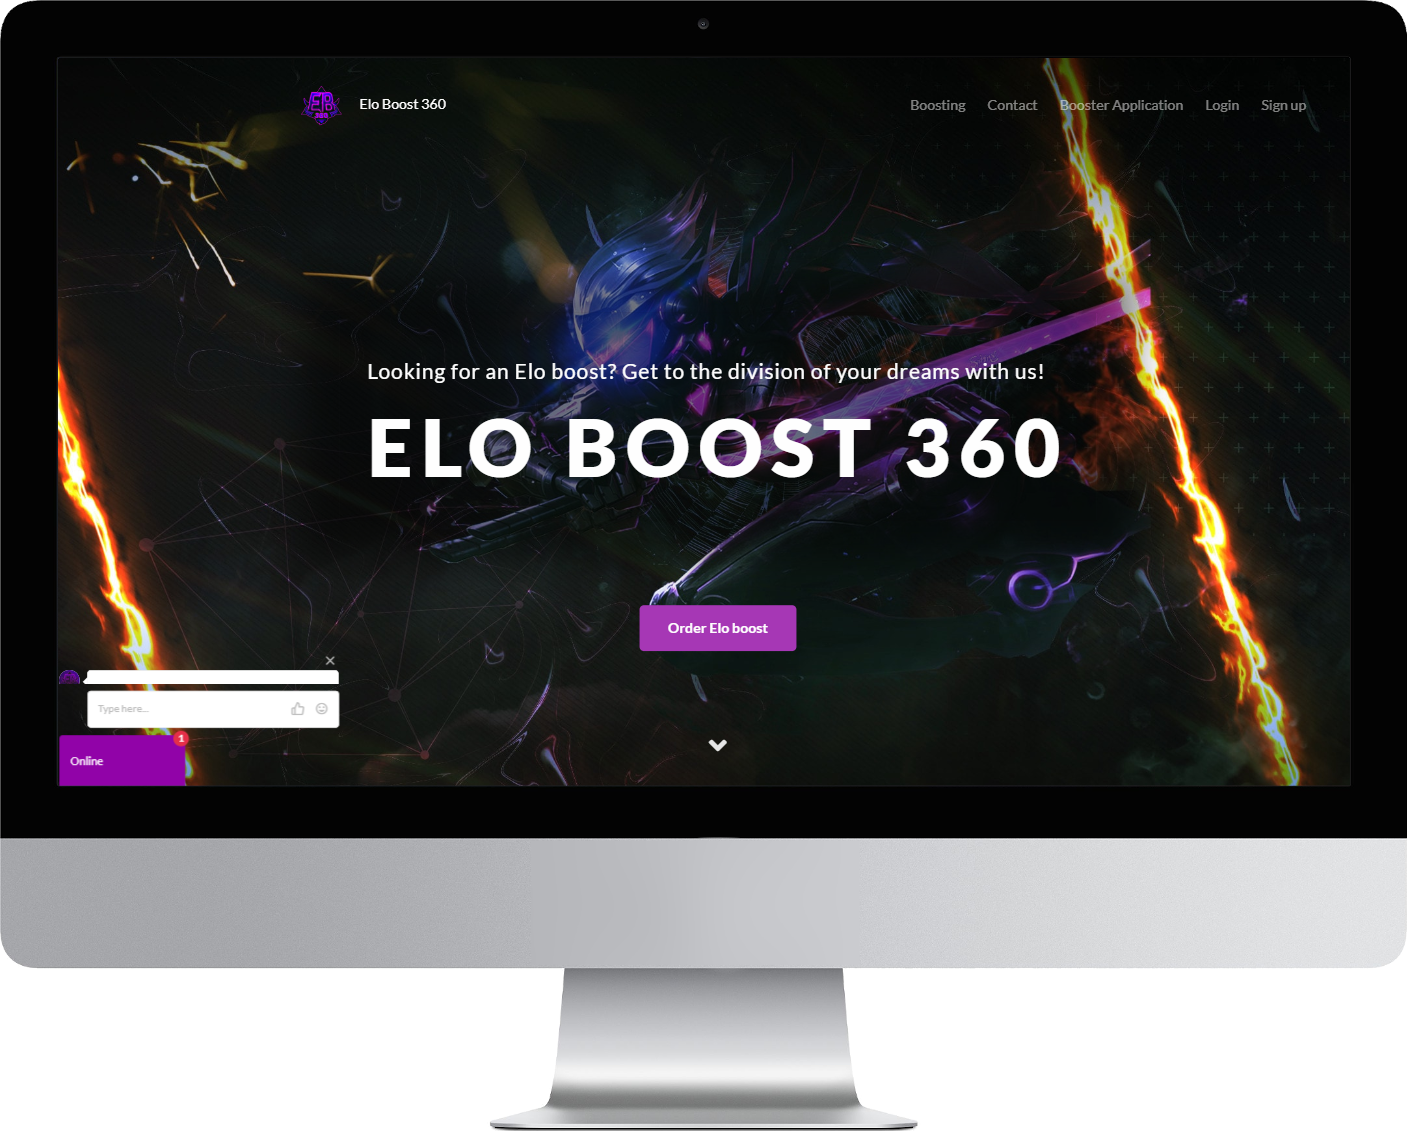 Elo Boost 360
Boosting Contact Booster Application Login Sign up
Looking for an Elo boost? Get to the division of your dreams with us!
ELO BOOST 360
Order Elo boost
Type here...
1
Online